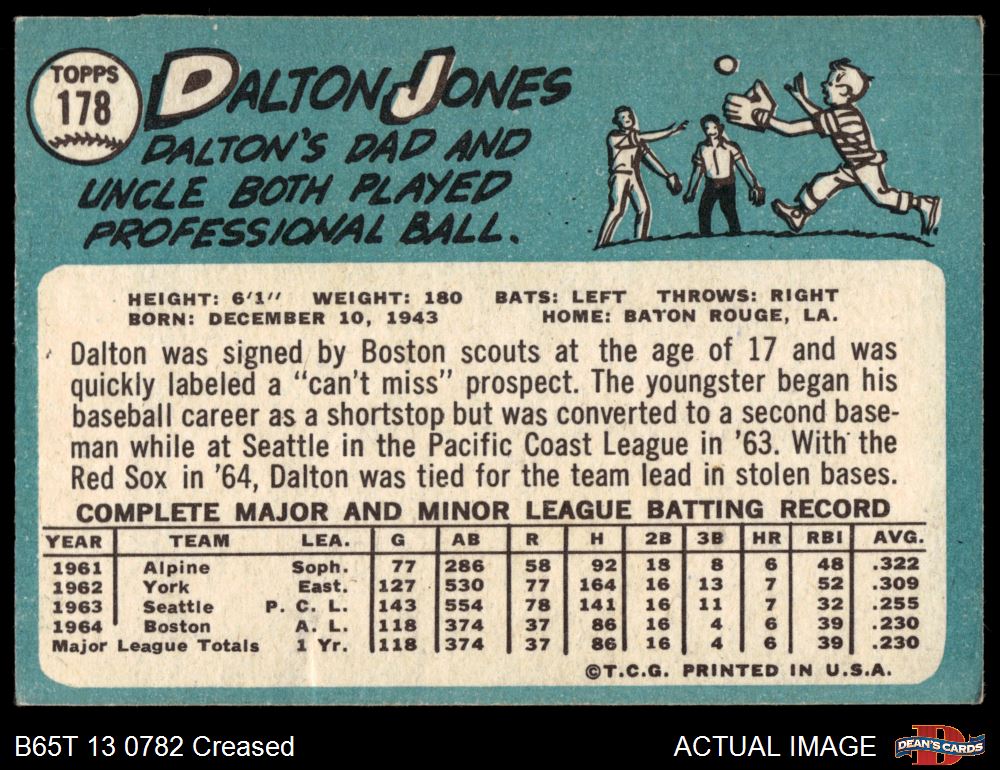 TOPPS
178
DALTON JONES
DALTON'S DAD AND
UNCLE BOTH PLAYED
PROFESSIONAL BALL.
HEIGHT: 6'1" WEIGHT: 180 BATS: LEFT THROWS: RIGHT
BORN: DECEMBER 10, 1943 HOME: BATON ROUGE, LA.
Dalton was signed by Boston scouts at the age of 17 and was
quickly labeled a "can't miss" prospect. The youngster began his
baseball career as a shortstop but was converted to a second base-
man while at Seattle in the Pacific Coast League in '63. With the
Red Sox in '64, Dalton was tied for the team lead in stolen bases.
COMPLETE MAJOR AND MINOR LEAGUE BATTING RECORD
YEAR TEAM LEA. G AB R H 2B 3B HR RBI AVG.
1961 Alpine Soph. 77 286 58 92 18 8 6 48 .322
1962 York East. 127 530 77 164 16 13 7 52 .309
1963 Seattle P. C. L. 143 554 78 141 16 11 7 32 .255
1964 Boston A. L. 118 374 37 86 16 4 6 39 .230
Major League Totals 1 Yr. 118 374 37 86 16 4 6 39 .230
©T.C.G. PRINTED IN U.S.A.
B65T 13 0782 Creased ACTUAL IMAGE DEAN'S CARDS